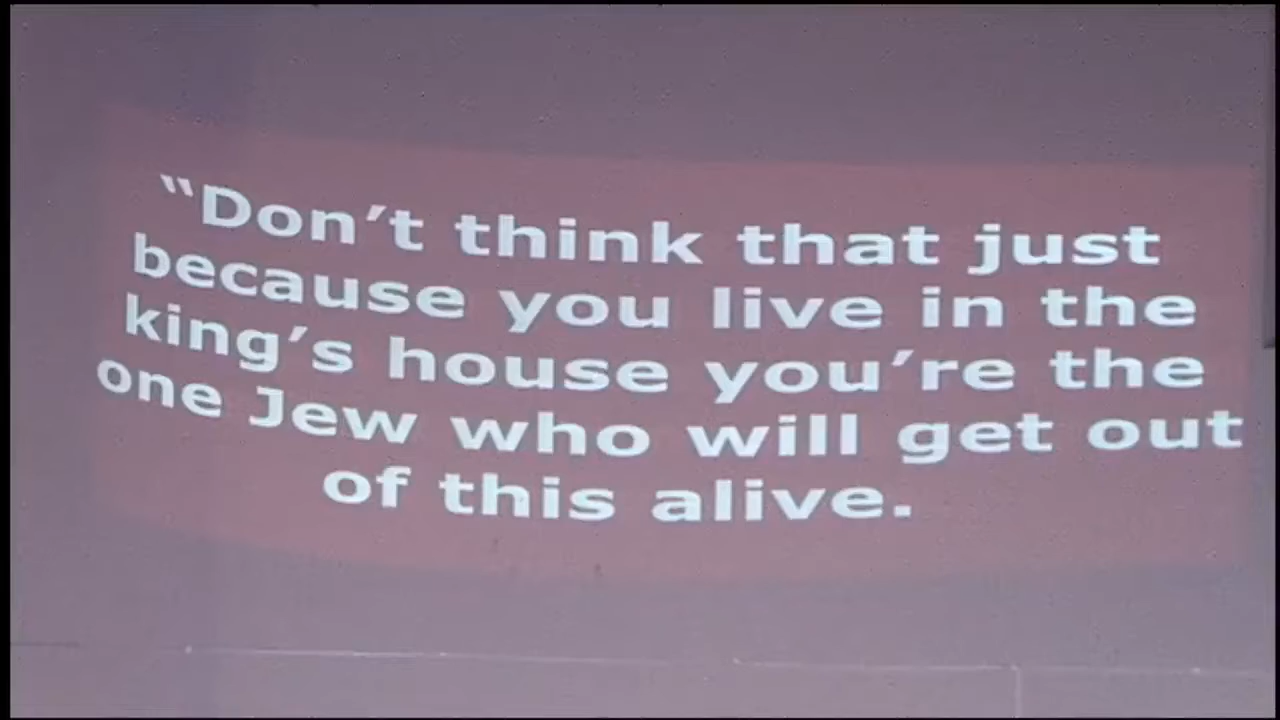 “Don’t think that just
because you live in the
king’s house you’re the
one Jew who will get out
of this alive.